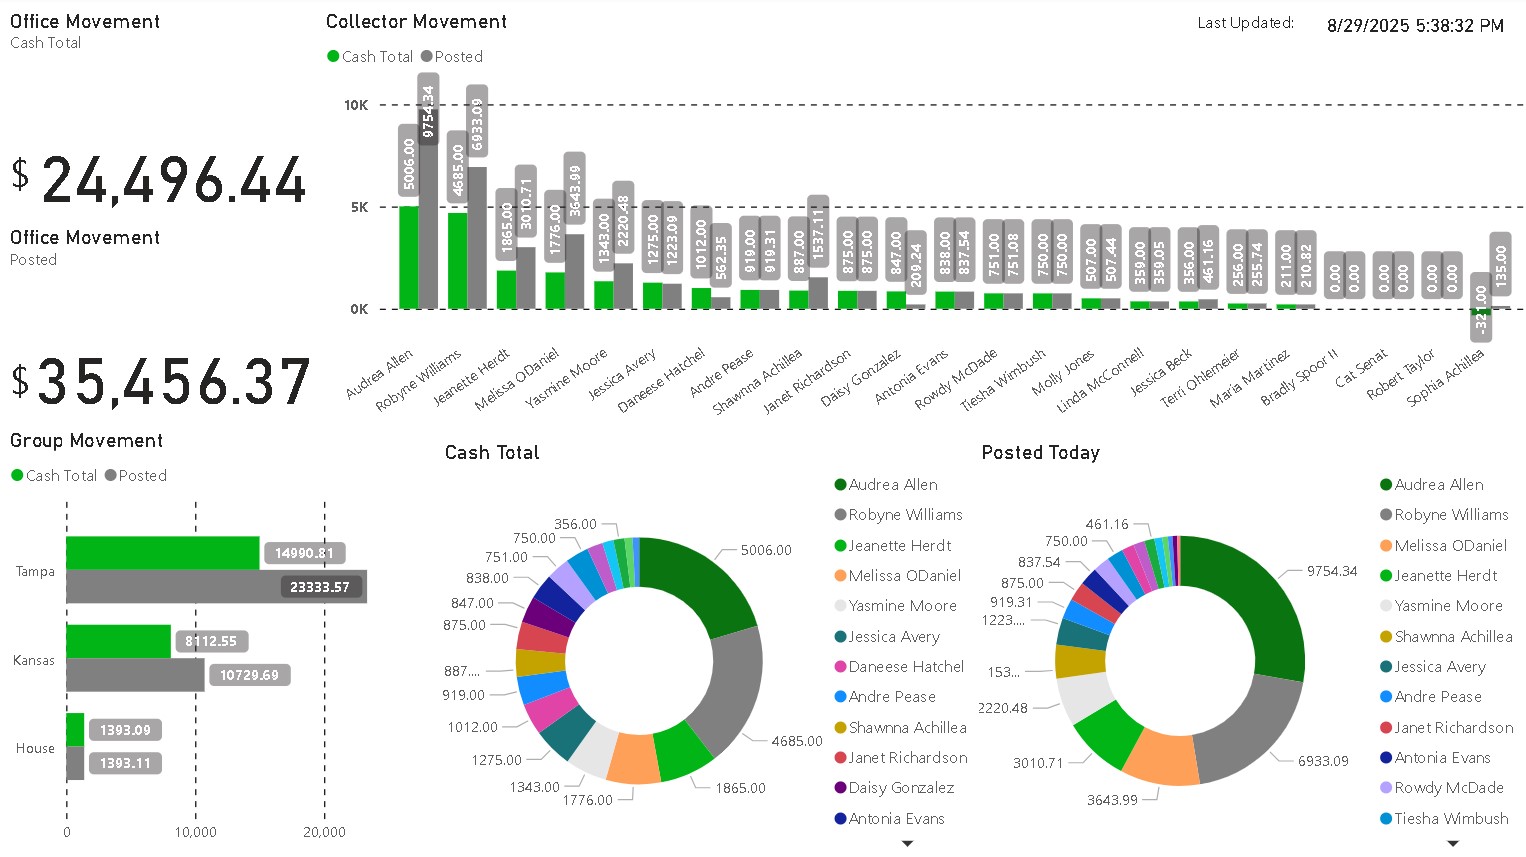 Office Movement
Cash Total
$ 24,496.44
Office Movement
Posted
$ 35,456.37
Collector Movement
Last Updated: 8/29/2025 5:38:32 PM
Cash Total Posted
10K
5K
0K
5006.00 9754.34 4685.00 6933.09 1865.00 3010.71 1776.00 3643.99 1343.00 2220.48 1275.00 1223.09 1012.00 562.35 919.00 919.31 887.00 1537.11 875.00 875.00 847.00 209.24 838.00 837.54 751.00 751.08 750.00 750.00 507.00 507.44 359.00 359.05 356.00 461.16 256.00 255.74 211.00 210.82 0.00 0.00 0.00 0.00 0.00 0.00 135.00
Audrea Allen
Robyne Williams
Jeanette Herdt
Melissa ODaniel
Yasmine Moore
Jessica Avery
Daneese Hatchel
Andre Pease
Shawnna Achillea
Janet Richardson
Daisy Gonzalez
Antonia Evans
Rowdy McDade
Tiesha Wimbush
Molly Jones
Linda McConnell
Jessica Beck
Terri Ohlemeier
Maria Martinez
Bradly Spoor II
Cat Senat
Robert Taylor
Sophia Achillea
Group Movement
Cash Total Posted
Tampa
14990.81
23333.57
Kansas
8112.55
10729.69
House
1393.09
1393.11
0 10,000 20,000
Cash Total
5006.00
4685.00
1865.00
1776.00
1343.00
1275.00
1012.00
919.00
887....
875.00
847.00
838.00
751.00
750.00
356.00
Audrea Allen
Robyne Williams
Jeanette Herdt
Melissa ODaniel
Yasmine Moore
Jessica Avery
Daneese Hatchel
Andre Pease
Shawnna Achillea
Janet Richardson
Daisy Gonzalez
Antonia Evans
Posted Today
9754.34
6933.09
3643.99
3010.71
2220.48
153...
1223....
919.31
875.00
837.54
750.00
461.16
Audrea Allen
Robyne Williams
Melissa ODaniel
Jeanette Herdt
Yasmine Moore
Shawnna Achillea
Jessica Avery
Andre Pease
Janet Richardson
Antonia Evans
Rowdy McDade
Tiesha Wimbush